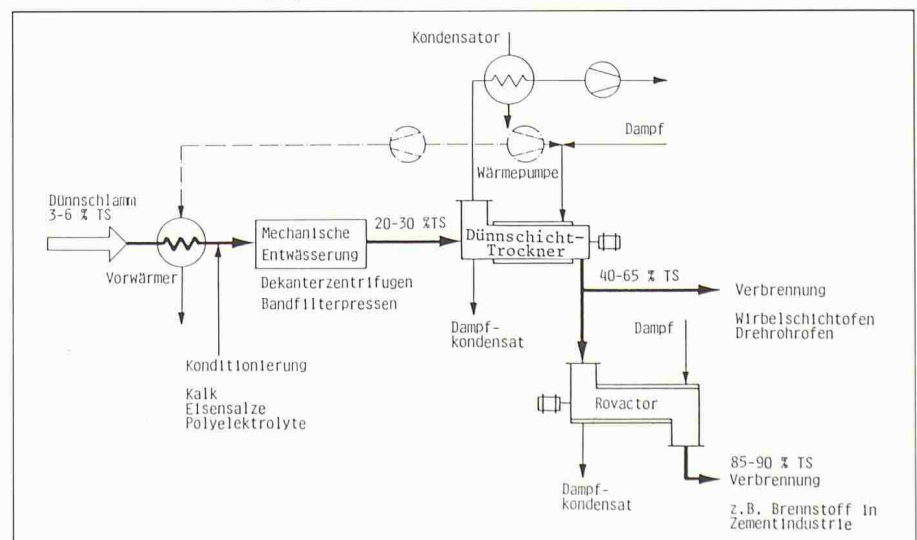 Kondensator
Dampf
Wärmepumpe
Dünnschlamm
3-6 % TS
Vorwärmer
Mechanische
Entwässerung
20-30 %TS
Dünnschicht-
Trockner
Dekanterzentrifugen
Bandfilterpressen
40-65 % TS
Verbrennung
Wirbelschichtofen
Drehrohrofen
Dampf-
kondensat
Dampf
Konditionierung
Kalk
Eisensalze
Polyelektrolyte
Rovactor
Dampf-
kondensat
85-90 % TS
Verbrennung
z.B. Brennstoff in
Zementindustrie